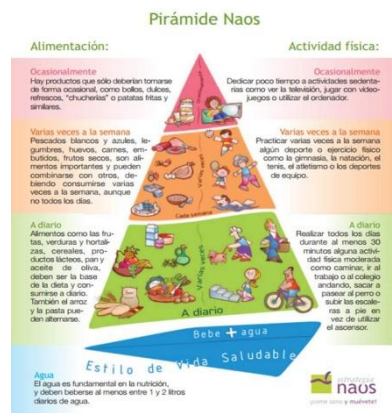 Pirámide Naos
Alimentación:
Actividad física:
Ocasionalmente
Hay productos que sólo deberían tomarse
de forma ocasional, como bollos, dulces,
refrescos, "chucherías" o patatas fritas y
similares.
Ocasionalmente
Dedicar poco tiempo a actividades sedenta-
rias como ver la televisión, jugar con video-
juegos o utilizar el ordenador.
Varias veces a la semana
Pescados blancos y azules, le-
gumbres, huevos, carnes, em-
butidos, frutos secos, son ali-
mentos importantes y pueden
combinarse con otros, de-
biendo consumirse varias
veces a la semana, aunque
no todos los días.
Varias veces a la semana
Practicar varias veces a la semana
algún deporte o ejercicio físico
como la gimnasia, la natación, el
tenis, el atletismo o los deportes
de equipo.
Varias veces
Cada semana
A diario
Alimentos como las fru-
tas, verduras y hortali-
zas, cereales, pro-
ductos lácteos, pan y
aceite de oliva,
deben ser la base
de la dieta y con-
sumirse a diario.
También el arroz
y la pasta pue-
den alternarse.
A diario
Realizar todos los días
durante al menos 30
minutos alguna activi-
dad física moderada
como caminar, ir al
trabajo o al colegio
andando, sacar a
pasear al perro o
subir las escale-
ras a pie en
vez de utilizar
el ascensor.
Varias veces
A diario
Bebe + agua
Estilo de Vida Saludable
Agua
El agua es fundamental en la nutrición,
y deben beberse al menos entre 1 y 2 litros
diarios de agua.
estrategia
naos
¡come sano y muévete!